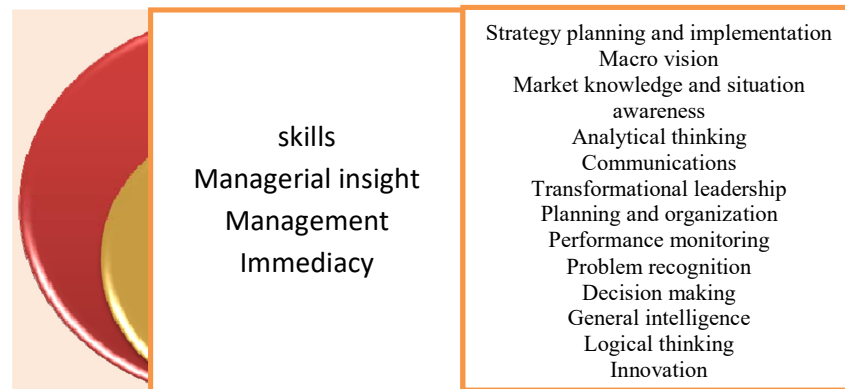 skills
Managerial insight
Management
Immediacy
Strategy planning and implementation
Macro vision
Market knowledge and situation
awareness
Analytical thinking
Communications
Transformational leadership
Planning and organization
Performance monitoring
Problem recognition
Decision making
General intelligence
Logical thinking
Innovation